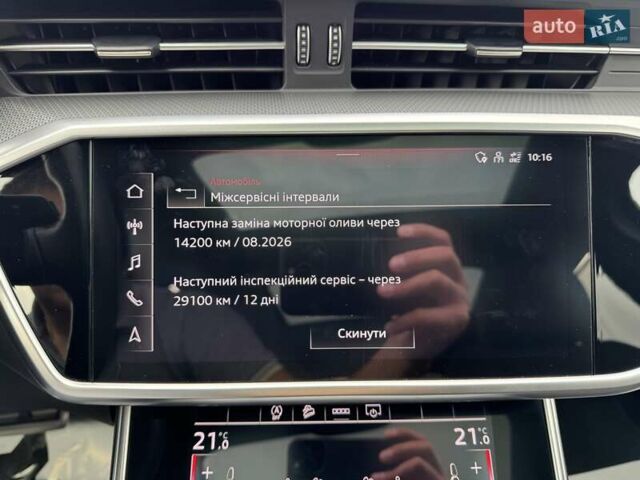 auto RIA
.com
10:16
Автомобіль
Міжсервісні інтервали
Наступна заміна моторної оливи через
14200 км / 08.2026
Наступний інспекційний сервіс – через
29100 км / 12 дні
Скинути
21.0 °C
21.0 °C